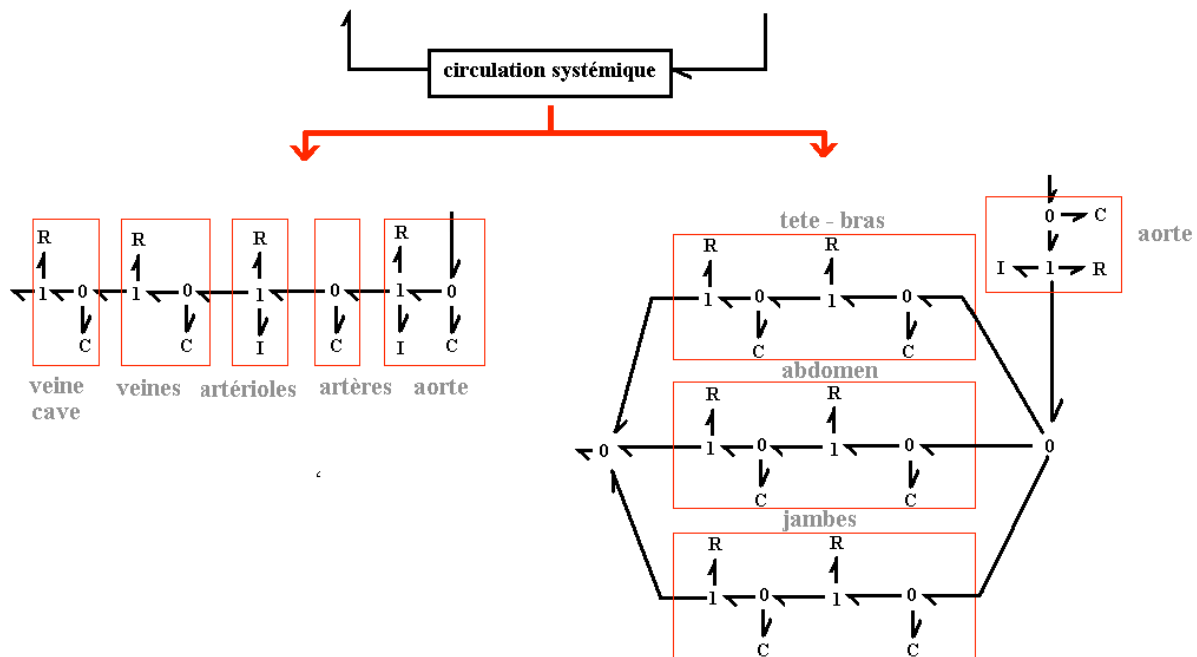 circulation systémique
R R R R
1 0 1 0 1 0 1 0
C C I C I C
veine cave
veines
artérioles
artères
aorte
0 C
I 1 R
aorte
tete - bras
R R
1 0 1 0
C C
abdomen
R R
0 1 0 1 0 0
C C
jambes
R R
1 0 1 0
C C